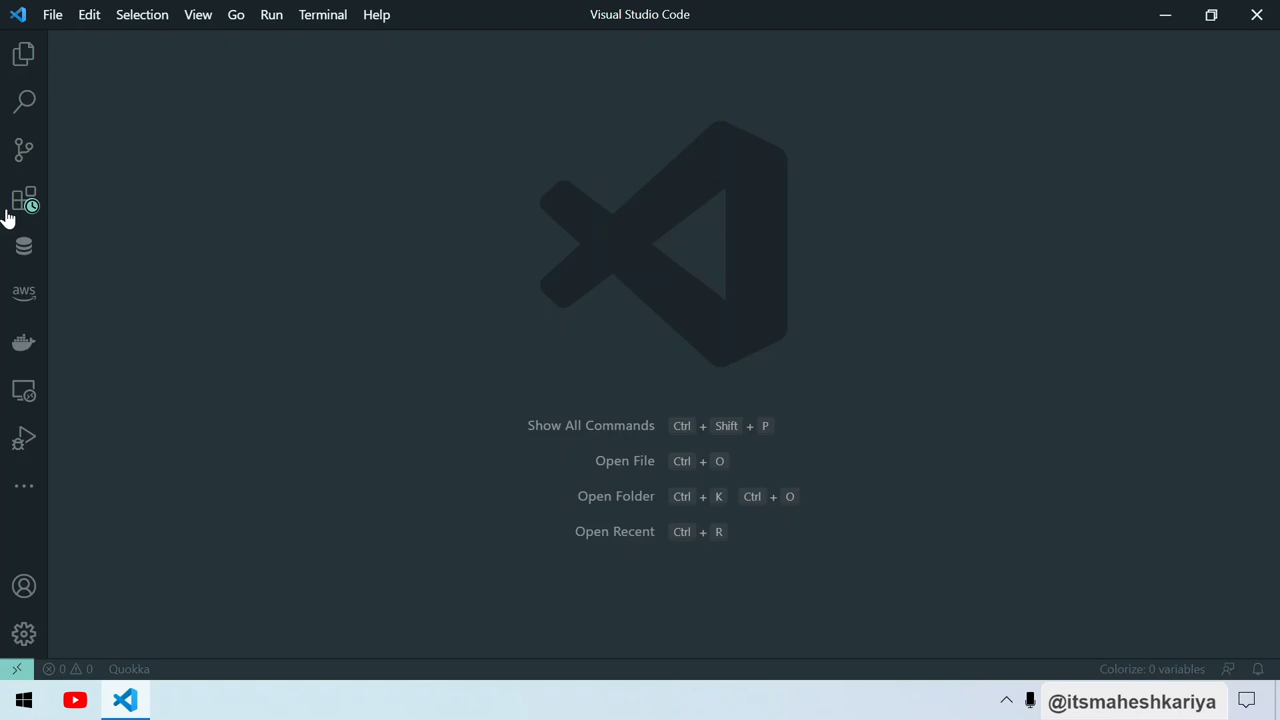 File Edit Selection View Go Run Terminal Help Visual Studio Code
aws
Show All Commands Ctrl + Shift + P
Open File Ctrl + O
Open Folder Ctrl + K Ctrl + O
Open Recent Ctrl + R
0 0 Quokka Colorize: 0 variables
@itsmaheshkariya